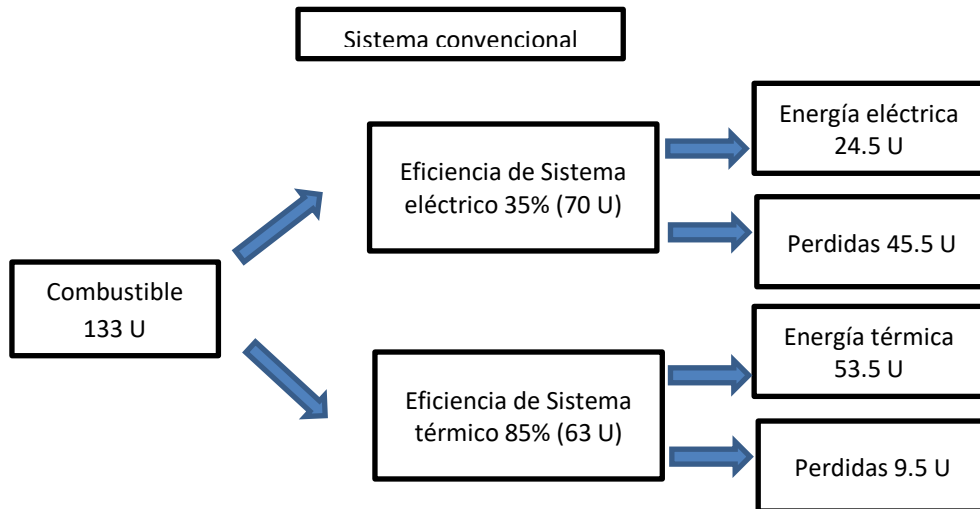 Sistema convencional
Energía eléctrica
24.5 U
Eficiencia de Sistema
eléctrico 35% (70 U)
Perdidas 45.5 U
Combustible
133 U
Energía térmica
53.5 U
Eficiencia de Sistema
térmico 85% (63 U)
Perdidas 9.5 U